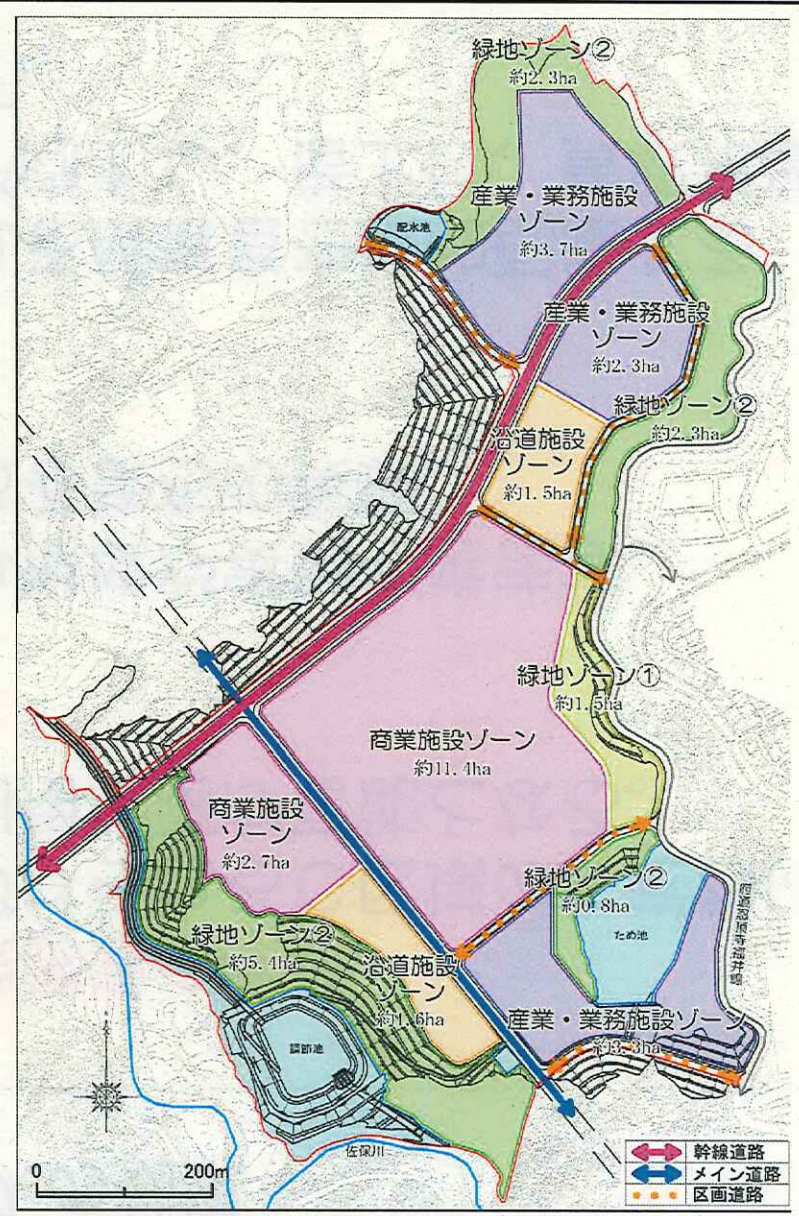 緑地ゾーン②
約2.3ha
産業・業務施設
ゾーン
約3.7ha
配水池
産業・業務施設
ゾーン
約2.3ha
緑地ゾーン②
約2.3ha
沿道施設
ゾーン
約1.5ha
緑地ゾーン①
約1.5ha
商業施設ゾーン
約11.4ha
商業施設
ゾーン
約2.7ha
緑地ゾーン②
約0.8ha
ため池
緑地ゾーン②
約5.4ha
沿道施設
ゾーン
約1.6ha
産業・業務施設ゾーン
約3.3ha
調節池
佐保川
0
200m
幹線道路
メイン道路
区画道路